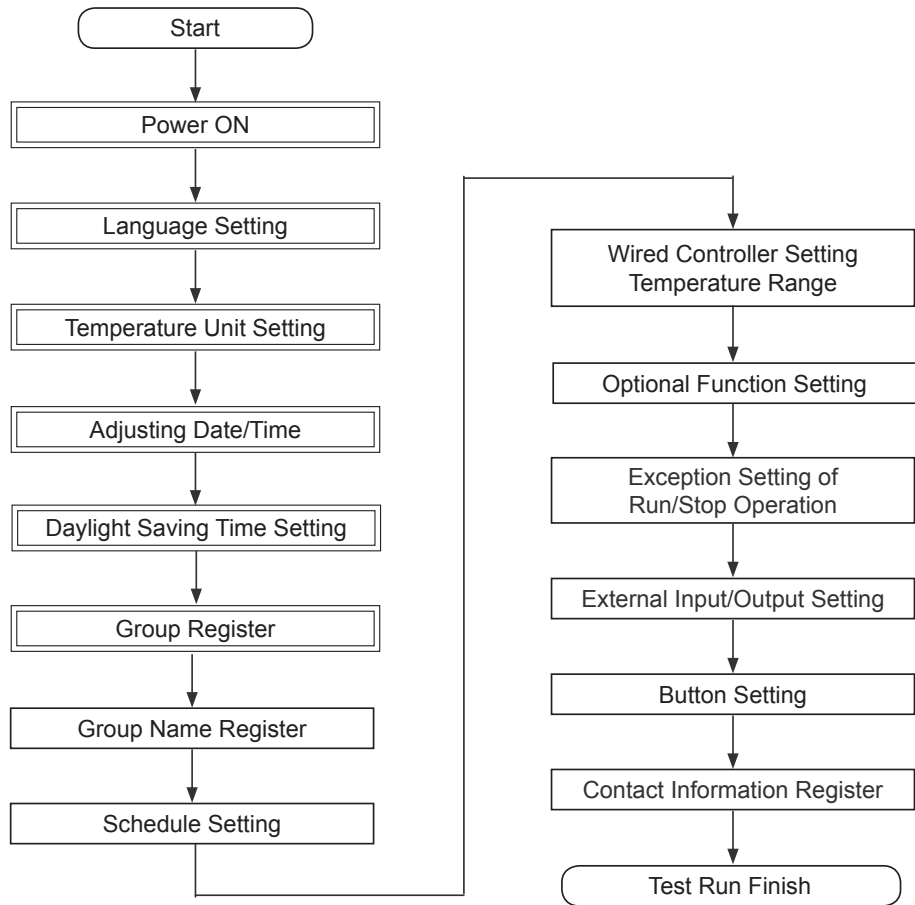 Start
Power ON
Language Setting
Temperature Unit Setting
Adjusting Date/Time
Daylight Saving Time Setting
Group Register
Group Name Register
Schedule Setting
Wired Controller Setting
Temperature Range
Optional Function Setting
Exception Setting of
Run/Stop Operation
External Input/Output Setting
Button Setting
Contact Information Register
Test Run Finish